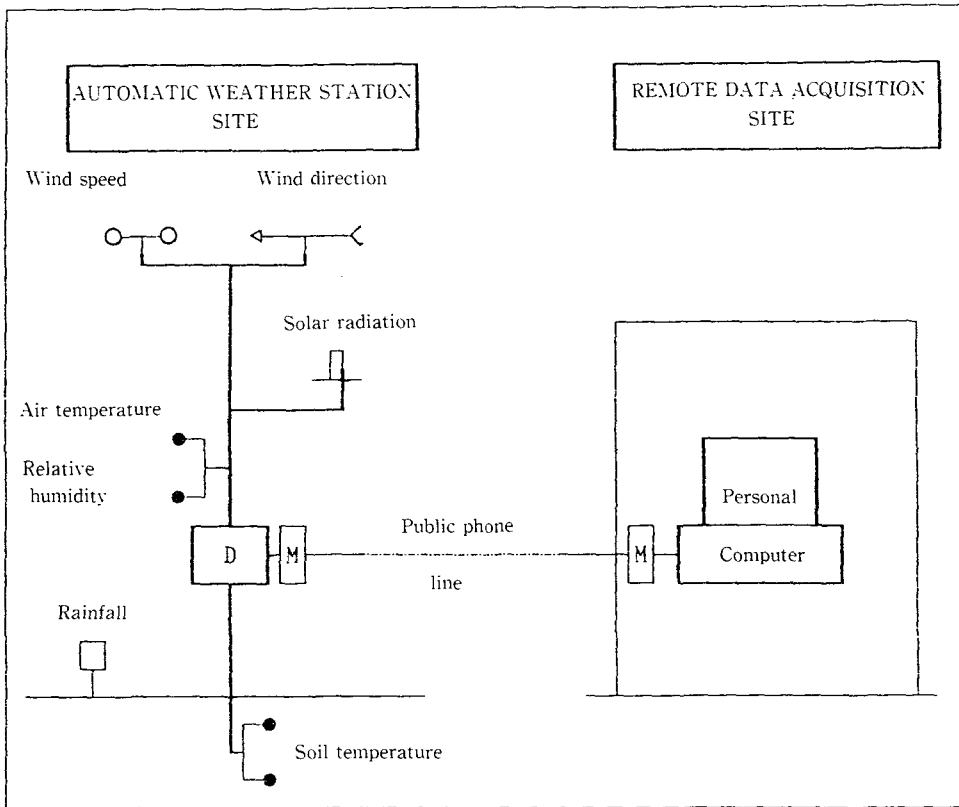 AUTOMATIC WEATHER STATION
SITE
REMOTE DATA ACQUISITION
SITE
Wind speed
Wind direction
Solar radiation
Air temperature
Relative
humidity
D
M
Public phone
line
M
Personal
Computer
Rainfall
Soil temperature